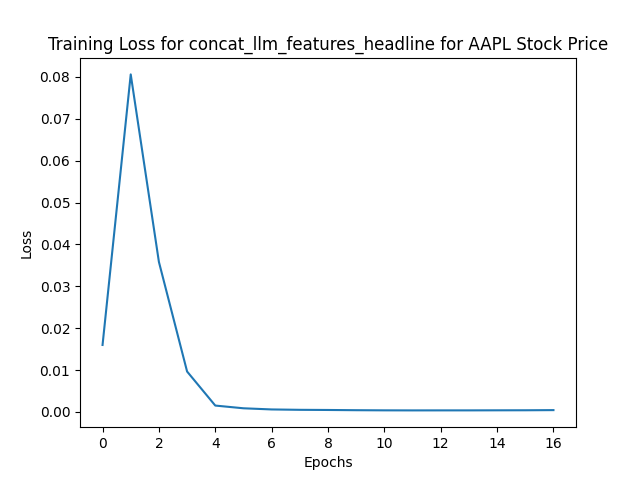 Training Loss for concat_llm_features_headline for AAPL Stock Price
0.08
0.07
0.06
0.05
0.04
0.03
0.02
0.01
0.00
Loss
0 2 4 6 8 10 12 14 16
Epochs